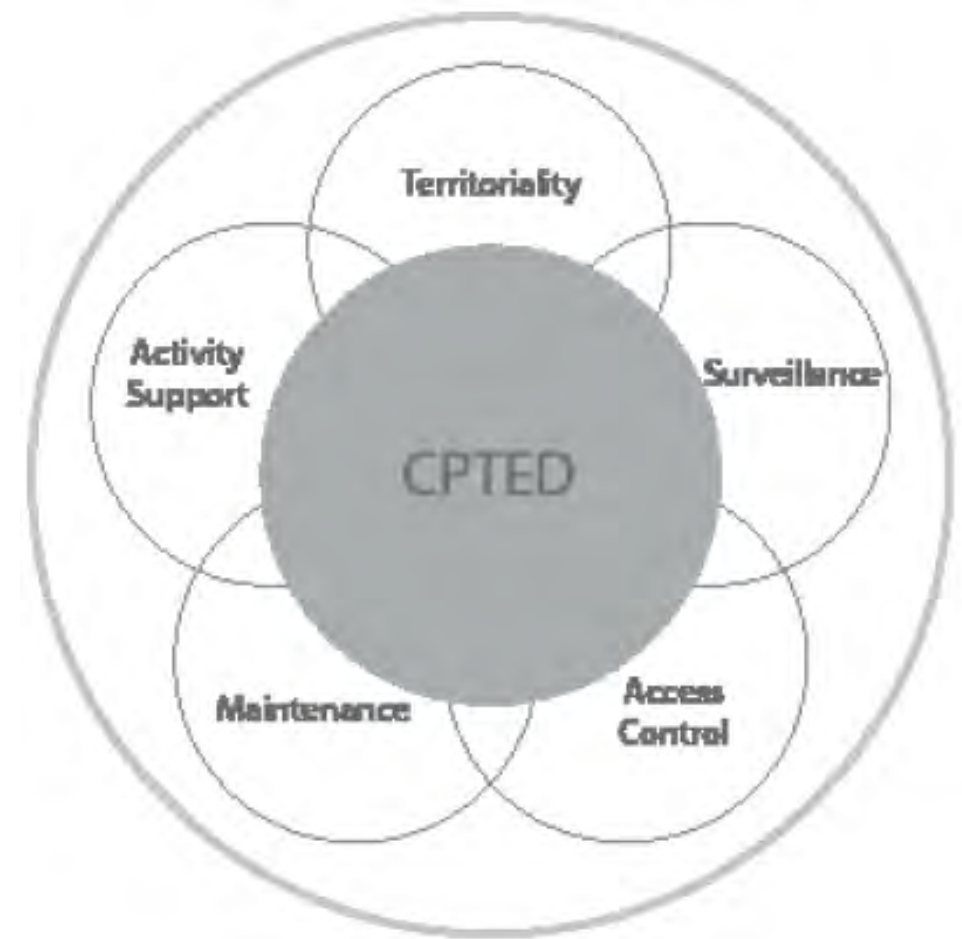 Territoriality
Activity
Support
Surveillance
CPTED
Maintenance
Access
Control